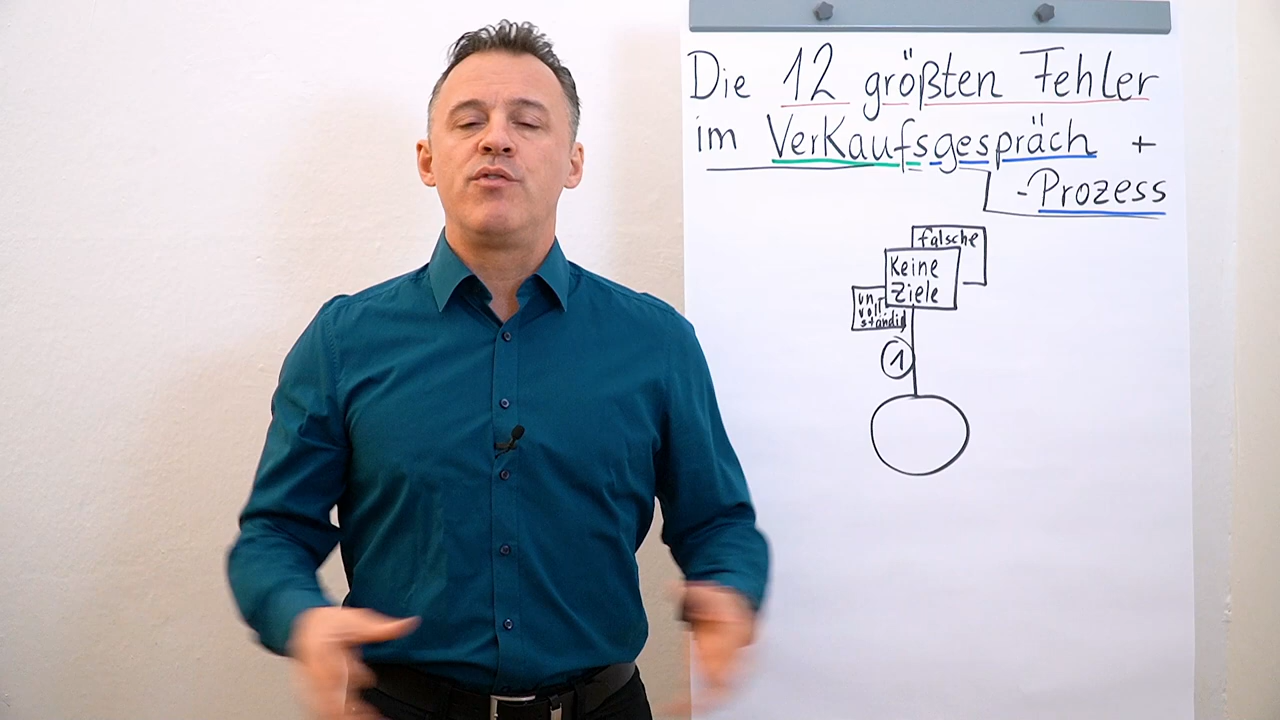 Die 12 größten Fehler
im Verkaufsgespräch +
-Prozess
falsche
Keine
Ziele
un
voll
ständig
1